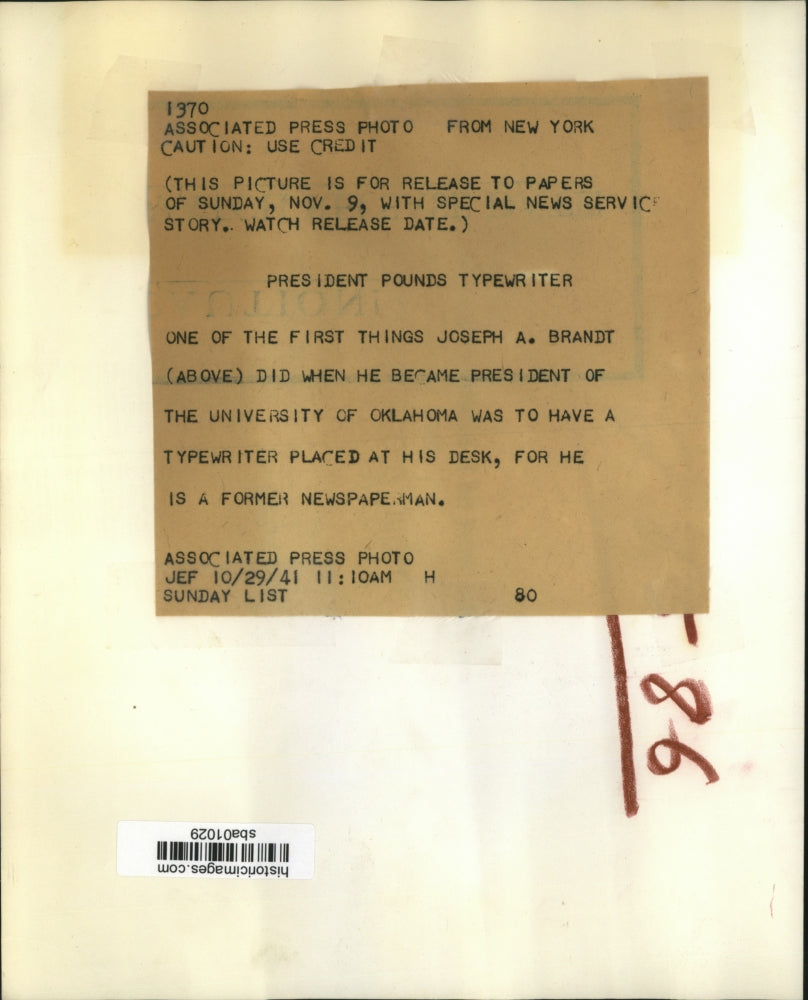 1370
ASSOCIATED PRESS PHOTO FROM NEW YORK
CAUTION: USE CREDIT
(THIS PICTURE IS FOR RELEASE TO PAPERS
OF SUNDAY, NOV. 9, WITH SPECIAL NEWS SERVICE
STORY. WATCH RELEASE DATE.)
PRESIDENT POUNDS TYPEWRITER
ONE OF THE FIRST THINGS JOSEPH A. BRANDT
(ABOVE) DID WHEN HE BECAME PRESIDENT OF
THE UNIVERSITY OF OKLAHOMA WAS TO HAVE A
TYPEWRITER PLACED AT HIS DESK, FOR HE
IS A FORMER NEWSPAPERMAN.
ASSOCIATED PRESS PHOTO
JEF 10/29/41 11:10AM H
SUNDAY LIST 80
historicimages.com
sba01029